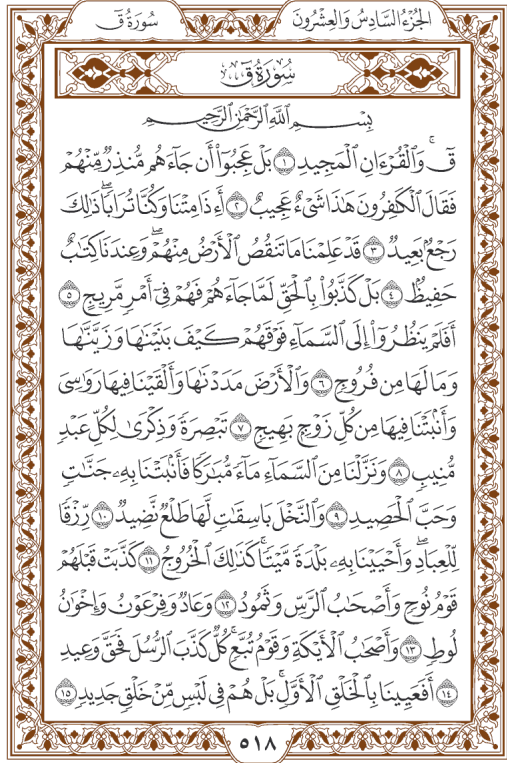 الجُزْءُ السَّادِسُ وَالعِشْرُونَ
سُورَةُ قٓ
سُورَةُ قٓ
بِسْمِ ٱللَّهِ ٱلرَّحْمَٰنِ ٱلرَّحِيمِ
قٓۚ وَٱلْقُرْءَانِ ٱلْمَجِيدِ ١ بَلْ عَجِبُوٓا۟ أَن جَآءَهُم مُّنذِرٌ مِّنْهُمْ
فَقَالَ ٱلْكَٰفِرُونَ هَٰذَا شَىْءٌ عَجِيبٌ ٢ أَءِذَا مِتْنَا وَكُنَّا تُرَابًاۖ ذَٰلِكَ
رَجْعٌۢ بَعِيدٌ ٣ قَدْ عَلِمْنَا مَا تَنقُصُ ٱلْأَرْضُ مِنْهُمْۖ وَعِندَنَا كِتَٰبٌ
حَفِيظٌۢ ٤ بَلْ كَذَّبُوا۟ بِٱلْحَقِّ لَمَّا جَآءَهُمْ فَهُمْ فِىٓ أَمْرٍ مَّرِيجٍ ٥
أَفَلَمْ يَنظُرُوٓا۟ إِلَى ٱلسَّمَآءِ فَوْقَهُمْ كَيْفَ بَنَيْنَٰهَا وَزَيَّنَّٰهَا
وَمَا لَهَا مِن فُرُوجٍ ٦ وَٱلْأَرْضَ مَدَدْنَٰهَا وَأَلْقَيْنَا فِيهَا رَوَٰسِىَ
وَأَنۢبَتْنَا فِيهَا مِن كُلِّ زَوْجٍۭ بَهِيجٍ ٧ تَبْصِرَةً وَذِكْرَىٰ لِكُلِّ عَبْدٍ
مُّنِيبٍ ٨ وَنَزَّلْنَا مِنَ ٱلسَّمَآءِ مَآءً مُّبَٰرَكًا فَأَنۢبَتْنَا بِهِۦ جَنَّٰتٍ
وَحَبَّ ٱلْحَصِيدِ ٩ وَٱلنَّخْلَ بَاسِقَٰتٍ لَّهَا طَلْعٌ نَّضِيدٌ ١٠ رِّزْقًا
لِّلْعِبَادِۖ وَأَحْيَيْنَا بِهِۦ بَلْدَةً مَّيْتًاۚ كَذَٰلِكَ ٱلْخُرُوجُ ١١ كَذَّبَتْ قَبْلَهُمْ
قَوْمُ نُوحٍ وَأَصْحَٰبُ ٱلرَّسِّ وَثَمُودُ ١٢ وَعَادٌ وَفِرْعَوْنُ وَإِخْوَٰنُ
لُوطٍ ١٣ وَأَصْحَٰبُ ٱلْأَيْكَةِ وَقَوْمُ تُبَّعٍۚ كُلٌّ كَذَّبَ ٱلرُّسُلَ فَحَقَّ وَعِيدِ
١٤ أَفَعَيِينَا بِٱلْخَلْقِ ٱلْأَوَّلِۚ بَلْ هُمْ فِى لَبْسٍ مِّنْ خَلْقٍ جَدِيدٍ ١٥
٥١٨